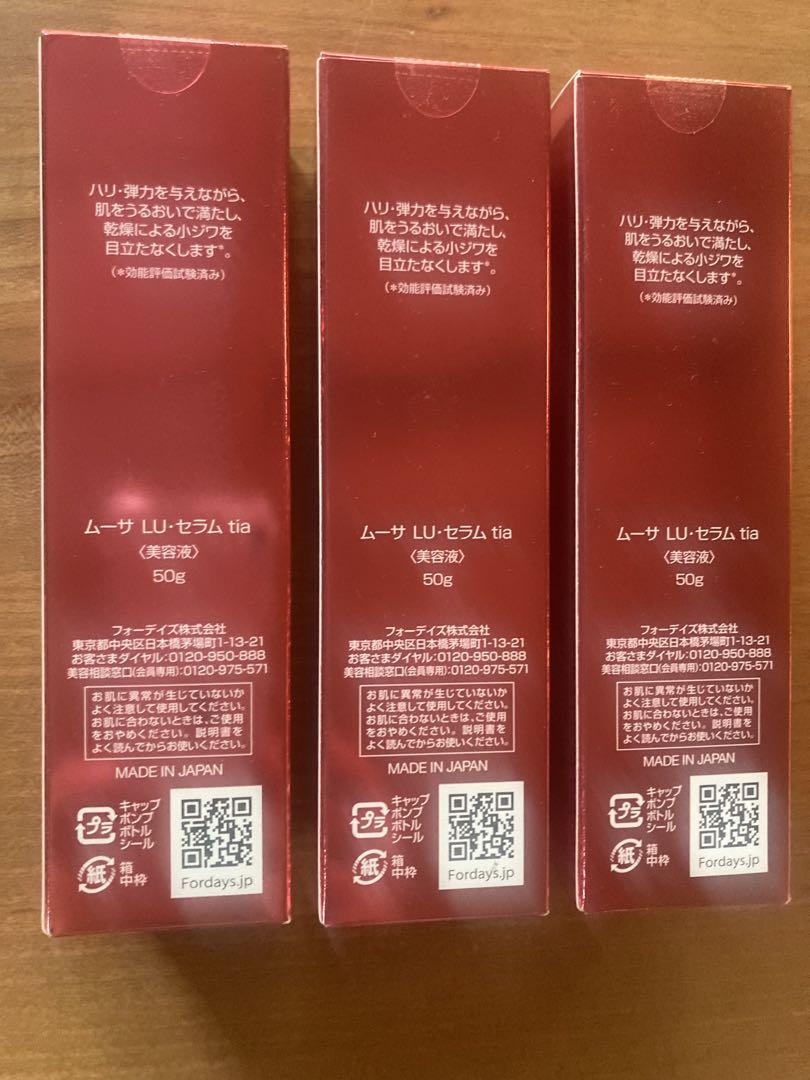 ハリ・弾力を与えながら、
肌をうるおいで満たし、
乾燥による小ジワを
目立たなくします*。
(*効能評価試験済み)
ムーサ LU・セラム tia
〈美容液〉
50g
フォーデイズ株式会社
東京都中央区日本橋茅場町1-13-21
お客さまダイヤル:0120-950-888
美容相談窓口(会員専用):0120-975-571
お肌に異常が生じていないか
よく注意して使用してください。
お肌に合わないときは、ご使用
をおやめください。説明書を
よく読んでからお使いください。
MADE IN JAPAN
プラ
キャップ
ポンプ
ボトル
シール
紙
箱
中枠
Fordays.jp
ハリ・弾力を与えながら、
肌をうるおいで満たし、
乾燥による小ジワを
目立たなくします*。
(*効能評価試験済み)
ムーサ LU・セラム tia
〈美容液〉
50g
フォーデイズ株式会社
東京都中央区日本橋茅場町1-13-21
お客さまダイヤル:0120-950-888
美容相談窓口(会員専用):0120-975-571
お肌に異常が生じていないか
よく注意して使用してください。
お肌に合わないときは、ご使用
をおやめください。説明書を
よく読んでからお使いください。
MADE IN JAPAN
プラ
キャップ
ポンプ
ボトル
シール
紙
箱
中枠
Fordays.jp
ハリ・弾力を与えながら、
肌をうるおいで満たし、
乾燥による小ジワを
目立たなくします*。
(*効能評価試験済み)
ムーサ LU・セラム tia
〈美容液〉
50g
フォーデイズ株式会社
東京都中央区日本橋茅場町1-13-21
お客さまダイヤル:0120-950-888
美容相談窓口(会員専用):0120-975-571
お肌に異常が生じていないか
よく注意して使用してください。
お肌に合わないときは、ご使用
をおやめください。説明書を
よく読んでからお使いください。
MADE IN JAPAN
プラ
キャップ
ポンプ
ボトル
シール
紙
箱
中枠
Fordays.jp